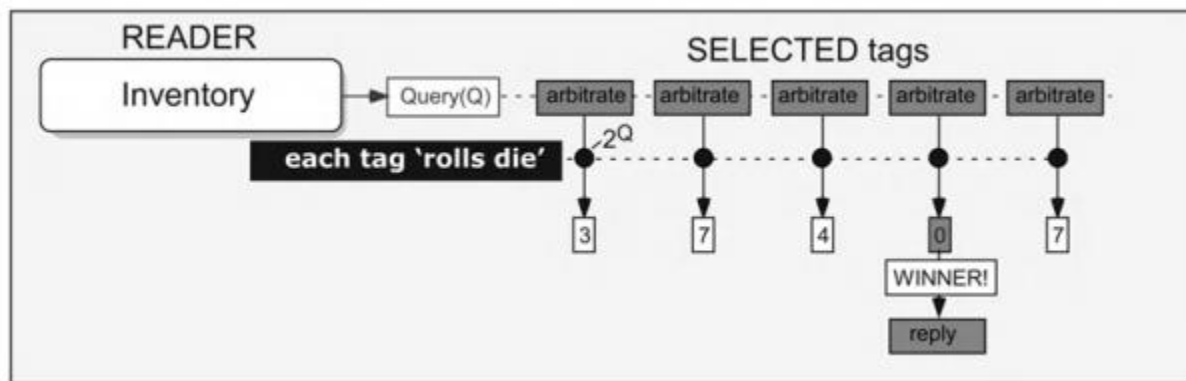 READER
SELECTED tags
Inventory
Query(Q)
arbitrate
arbitrate
arbitrate
arbitrate
arbitrate
2Q
each tag ‘rolls die’
3
7
4
0
7
WINNER!
reply